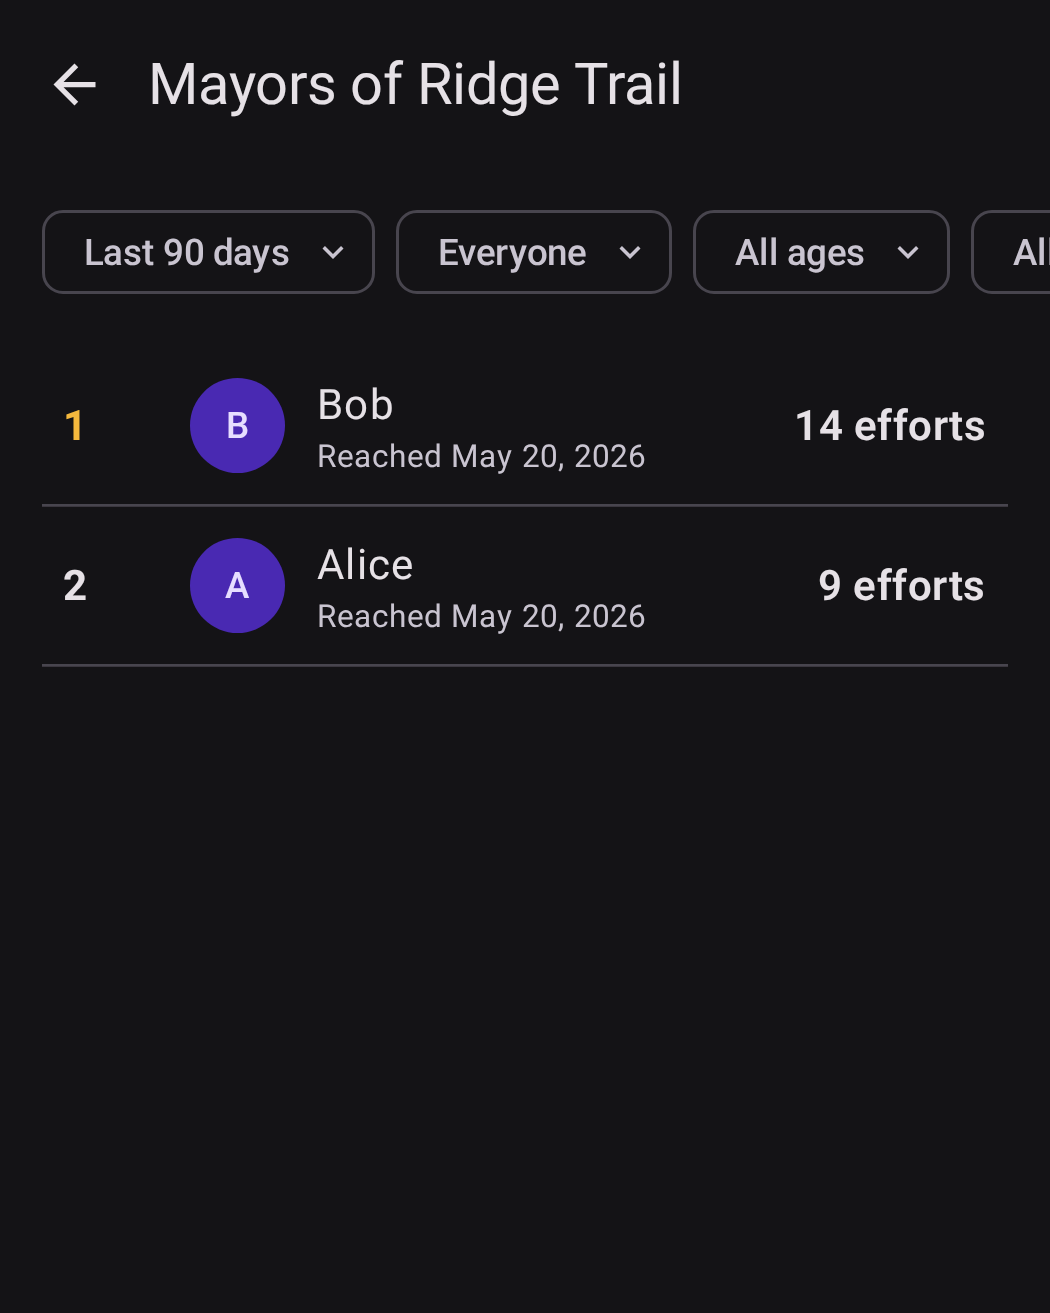 Mayors of Ridge Trail
Last 90 days Everyone All ages All
1 B Bob 14 efforts
Reached May 20, 2026
2 A Alice 9 efforts
Reached May 20, 2026